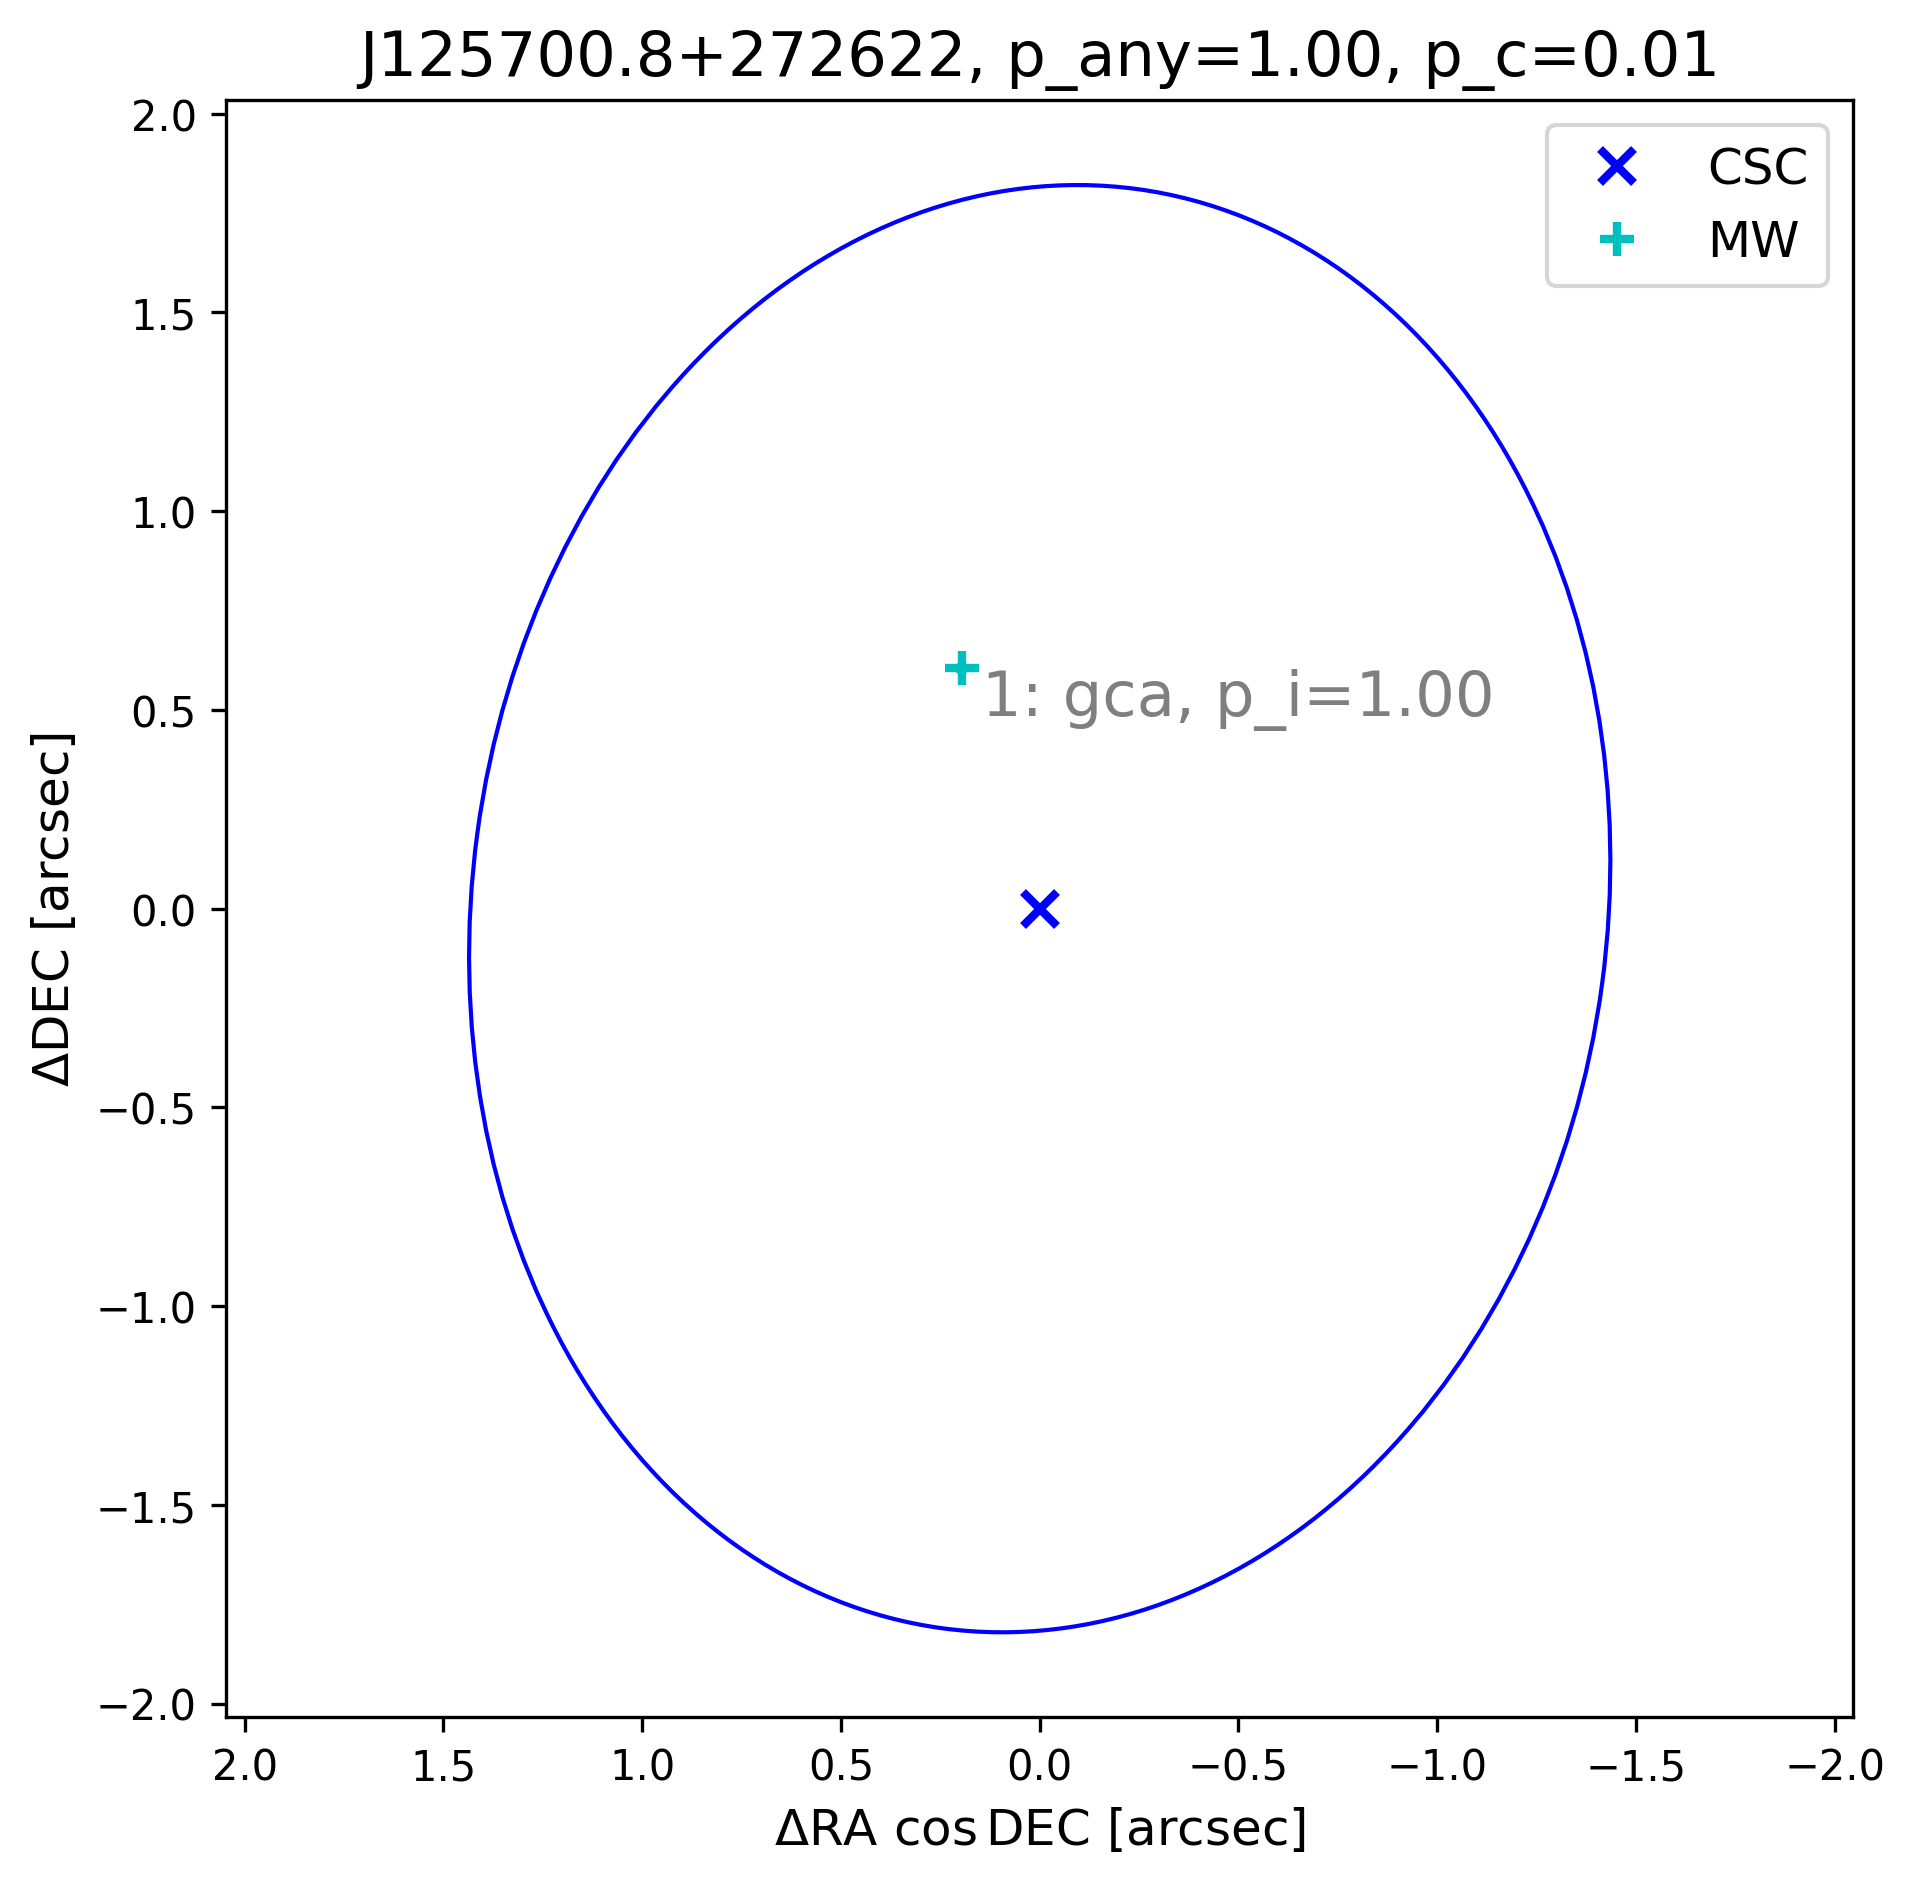 J125700.8+272622, p_any=1.00, p_c=0.01
CSC
MW
1: gca, p_i=1.00
2.0
1.5
1.0
0.5
0.0
−0.5
−1.0
−1.5
−2.0
ΔDEC [arcsec]
2.0 1.5 1.0 0.5 0.0 −0.5 −1.0 −1.5 −2.0
ΔRA cos DEC [arcsec]